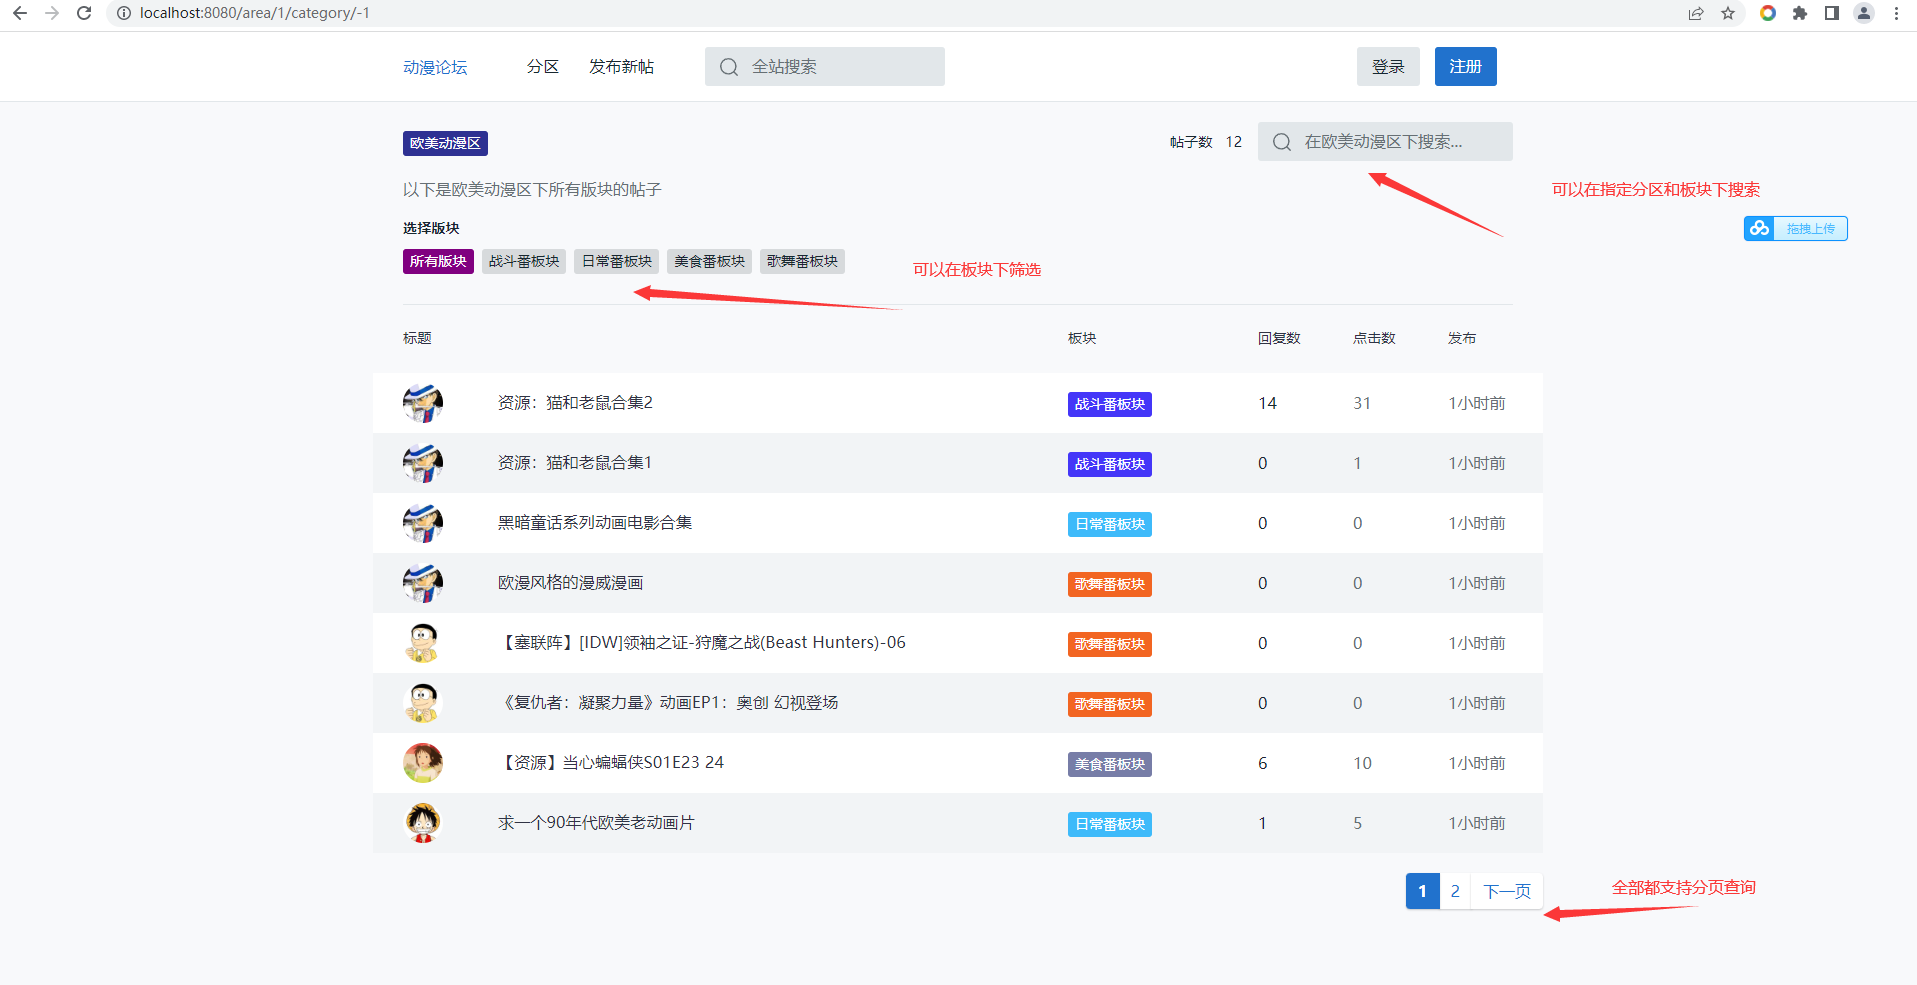 localhost:8080/area/1/category/-1
动漫论坛 分区 发布新帖 全站搜索 登录 注册
欧美动漫区 帖子数 12 在欧美动漫区下搜索...
以下是欧美动漫区下所有版块的帖子 可以在指定分区和板块下搜索
拖拽上传
选择版块
所有版块 战斗番板块 日常番板块 美食番板块 歌舞番板块
可以在板块下筛选
标题 板块 回复数 点击数 发布
资源：猫和老鼠合集2 战斗番板块 14 31 1小时前
资源：猫和老鼠合集1 战斗番板块 0 1 1小时前
黑暗童话系列动画电影合集 日常番板块 0 0 1小时前
欧漫风格的漫威漫画 歌舞番板块 0 0 1小时前
【塞联阵】[IDW]领袖之证-狩魔之战(Beast Hunters)-06 歌舞番板块 0 0 1小时前
《复仇者：凝聚力量》动画EP1：奥创 幻视登场 歌舞番板块 0 0 1小时前
【资源】当心蝙蝠侠S01E23 24 美食番板块 6 10 1小时前
求一个90年代欧美老动画片 日常番板块 1 5 1小时前
1 2 下一页 全部都支持分页查询